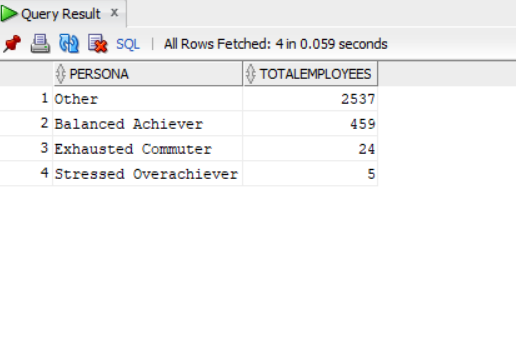 Query Result x
SQL | All Rows Fetched: 4 in 0.059 seconds
PERSONA TOTALEMPLOYEES
1 Other 2537
2 Balanced Achiever 459
3 Exhausted Commuter 24
4 Stressed Overachiever 5